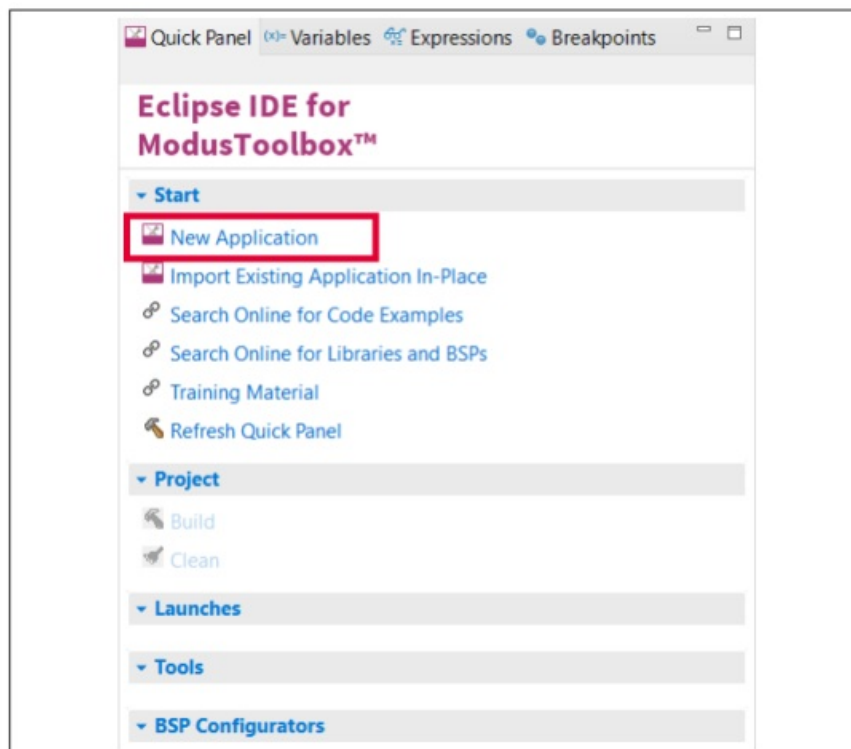 Quick Panel (x)= Variables Expressions Breakpoints
Eclipse IDE for
ModusToolbox™
Start
New Application
Import Existing Application In-Place
Search Online for Code Examples
Search Online for Libraries and BSPs
Training Material
Refresh Quick Panel
Project
Build
Clean
Launches
Tools
BSP Configurators